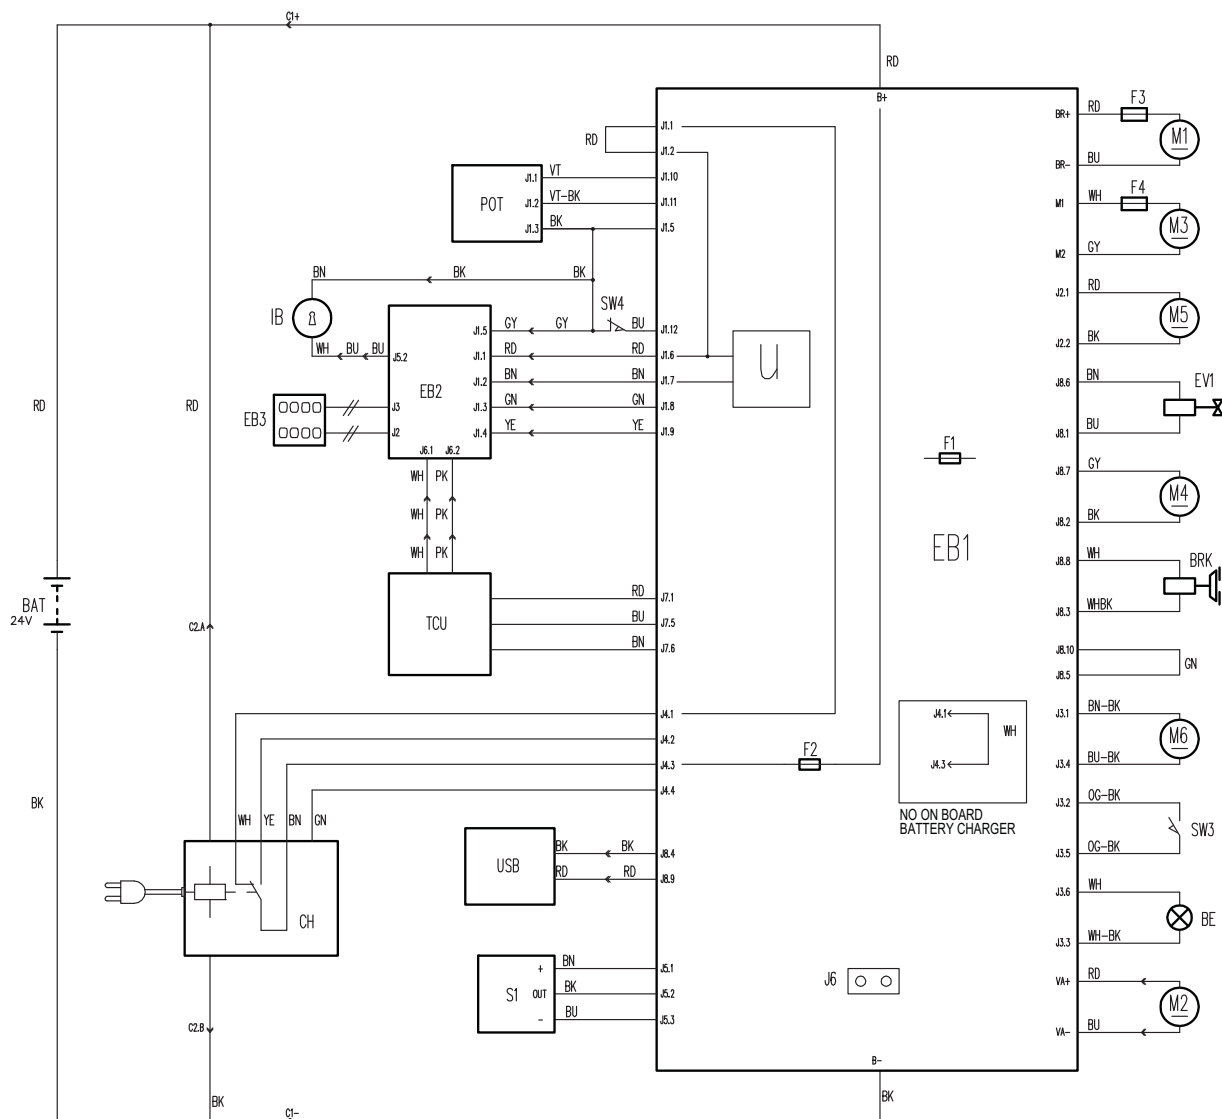 C1+
RD
B+
BR+ RD F3
M1
BR- BU
M1 WH F4
M3
M2 GY
J2.1 RD
M5
J2.2 BK
J8.6 BN
EV1
J8.1 BU
J8.7 GY
M4
J8.2 BK
J8.8 WH
BRK
J8.3 WHBK
J8.10
GN
J8.5
J3.1 BN-BK
M6
J3.4 BU-BK
J3.2 OG-BK
SW3
J3.5 OG-BK
J3.6 WH
BE
J3.3 WH-BK
VA+ RD
M2
VA- BU
RD J1.1
J1.2
POT J1.1 VT J1.10
J1.2 VT-BK J1.11
J1.3 BK J1.5
BN BK BK
IB
SW4
J1.5 GY GY BU J1.12
WH BU BU J5.2
J1.1 RD RD J1.6
U
J1.2 BN BN J1.7
EB2
J1.3 GN GN J1.8
J1.4 YE YE J1.9
EB3 J3
J2
J6.1 J6.2
WH PK
WH PK
WH PK
TCU
RD J7.1
BU J7.5
BN J7.6
F1
EB1
RD
RD
BAT
24V
C2.A
J4.1
J4.2
J4.3
J4.4
F2
J4.1
WH
J4.3
NO ON BOARD
BATTERY CHARGER
BK
WH YE BN GN
CH
USB BK BK J8.4
RD RD J8.9
S1
+ BN J5.1
OUT BK J5.2
- BU J5.3
J6
C2.B
B-
BK
BK
C1-